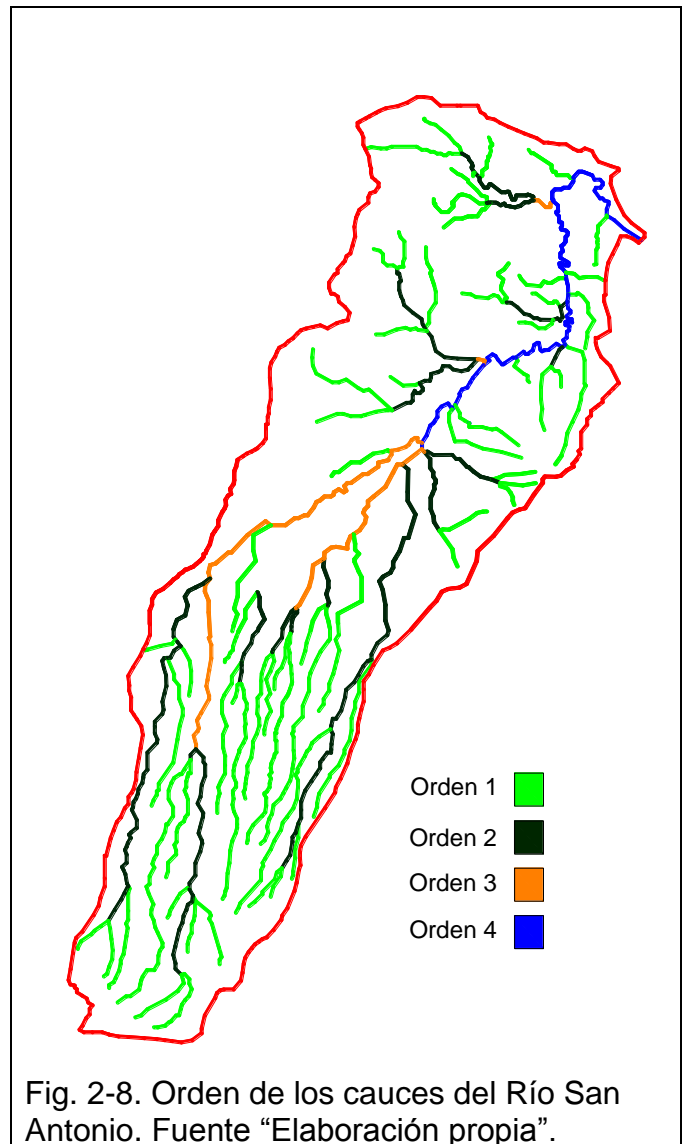 Orden 1
Orden 2
Orden 3
Orden 4
Fig. 2-8. Orden de los cauces del Río San
Antonio. Fuente “Elaboración propia”.